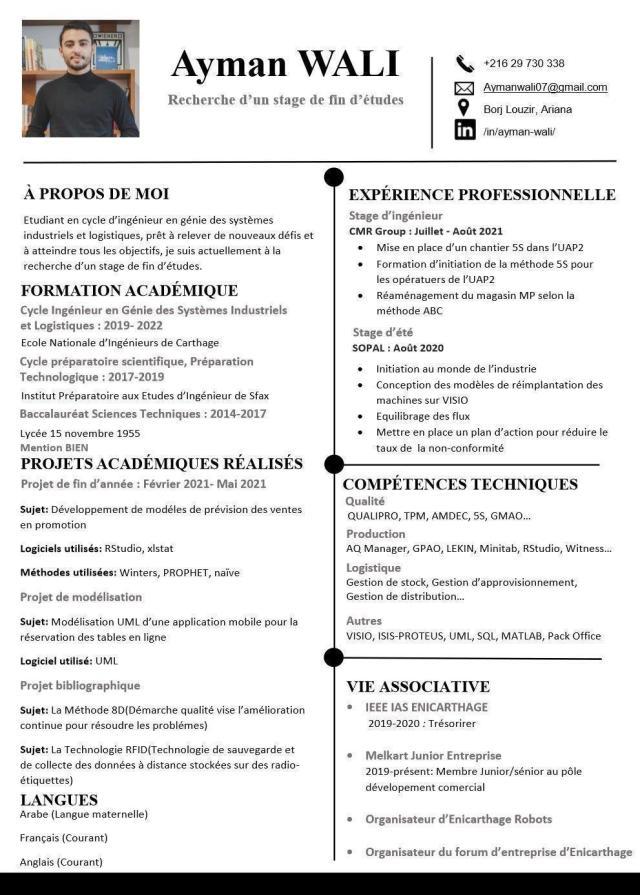 Ayman WALI
Recherche d'un stage de fin d'études
+216 29 730 338
Aymanwali07@gmail.com
Borj Louzir, Ariana
in
/in/ayman-wali/
À PROPOS DE MOI
Etudiant en cycle d'ingénieur en génie des systèmes
industriels et logistiques, prêt à relever de nouveaux défis et
à atteindre tous les objectifs, je suis actuellement à la
recherche d'un stage de fin d'études.
FORMATION ACADÉMIQUE
Cycle Ingénieur en Génie des Systèmes Industriels
et Logistiques : 2019- 2022
Ecole Nationale d'Ingénieurs de Carthage
Cycle préparatoire scientifique, Préparation
Technologique : 2017-2019
Institut Préparatoire aux Etudes d'Ingénieur de Sfax
Baccalauréat Sciences Techniques : 2014-2017
Lycée 15 novembre 1955
Mention BIEN
PROJETS ACADÉMIQUES RÉALISÉS
Projet de fin d'année : Février 2021- Mai 2021
Sujet: Développement de modéles de prévision des ventes
en promotion
Logiciels utilisés: RStudio, xlstat
Méthodes utilisées: Winters, PROPHET, naïve
Projet de modélisation
Sujet: Modélisation UML d'une application mobile pour la
réservation des tables en ligne
Logiciel utilisé: UML
Projet bibliographique
Sujet: La Méthode 8D(Démarche qualité vise l'amélioration
continue pour résoudre les problémes)
Sujet: La Technologie RFID(Technologie de sauvegarde et
de collecte des données à distance stockées sur des radio-
étiquettes)
LANGUES
Arabe (Langue maternelle)
Français (Courant)
Anglais (Courant)
EXPÉRIENCE PROFESSIONNELLE
Stage d'ingénieur
CMR Group : Juillet - Août 2021
• Mise en place d'un chantier 5S dans l'UAP2
• Formation d'initiation de la méthode 5S pour
les opératuers de l'UAP2
• Réaménagement du magasin MP selon la
méthode ABC
Stage d'été
SOPAL : Août 2020
• Initiation au monde de l'industrie
• Conception des modèles de réimplantation des
machines sur VISIO
• Equilibrage des flux
• Mettre en place un plan d'action pour réduire le
taux de la non-conformité
COMPÉTENCES TECHNIQUES
Qualité
QUALIPRO, TPM, AMDEC, 5S, GMAO...
Production
AQ Manager, GPAO, LEKIN, Minitab, RStudio, Witness...
Logistique
Gestion de stock, Gestion d'approvisionnement,
Gestion de distribution...
Autres
VISIO, ISIS-PROTEUS, UML, SQL, MATLAB, Pack Office
VIE ASSOCIATIVE
• IEEE IAS ENICARTHAGE
2019-2020 : Trésorirer
• Melkart Junior Entreprise
2019-présent: Membre Junior/sénior au pôle
dévelopement comercial
• Organisateur d'Enicarthage Robots
• Organisateur du forum d'entreprise d'Enicarthage